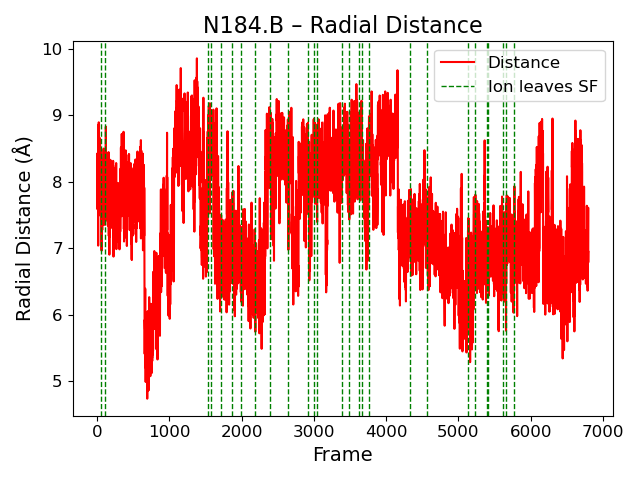 N184.B – Radial Distance
Radial Distance (Å)
10
9
8
7
6
5
0 1000 2000 3000 4000 5000 6000 7000
Frame
Distance
Ion leaves SF